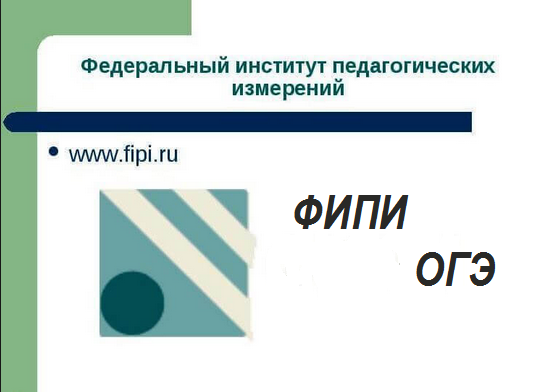 Федеральный институт педагогических
измерений
www.fipi.ru
ФИПИ
ОГЭ